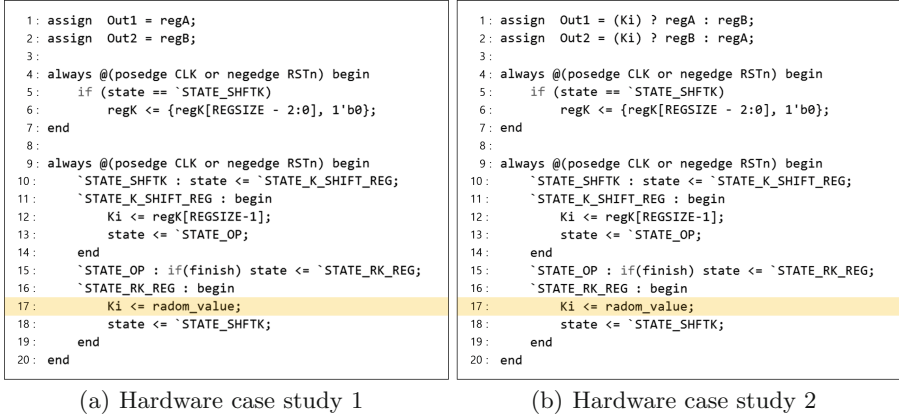 1: assign  Out1 = regA;
2: assign  Out2 = regB;
3:
4: always @(posedge CLK or negedge RSTn) begin
5:     if (state == `STATE_SHFTK)
6:         regK <= {regK[REGSIZE - 2:0], 1'b0};
7: end
8:
9: always @(posedge CLK or negedge RSTn) begin
10:     `STATE_SHFTK : state <= `STATE_K_SHIFT_REG;
11:     `STATE_K_SHIFT_REG : begin
12:         Ki <= regK[REGSIZE-1];
13:         state <= `STATE_OP;
14:     end
15:     `STATE_OP : if(finish) state <= `STATE_RK_REG;
16:     `STATE_RK_REG : begin
17:         Ki <= radom_value;
18:         state <= `STATE_SHFTK;
19:     end
20: end
(a) Hardware case study 1
1: assign  Out1 = (Ki) ? regA : regB;
2: assign  Out2 = (Ki) ? regB : regA;
3:
4: always @(posedge CLK or negedge RSTn) begin
5:     if (state == `STATE_SHFTK)
6:         regK <= {regK[REGSIZE - 2:0], 1'b0};
7: end
8:
9: always @(posedge CLK or negedge RSTn) begin
10:     `STATE_SHFTK : state <= `STATE_K_SHIFT_REG;
11:     `STATE_K_SHIFT_REG : begin
12:         Ki <= regK[REGSIZE-1];
13:         state <= `STATE_OP;
14:     end
15:     `STATE_OP : if(finish) state <= `STATE_RK_REG;
16:     `STATE_RK_REG : begin
17:         Ki <= radom_value;
18:         state <= `STATE_SHFTK;
19:     end
20: end
(b) Hardware case study 2